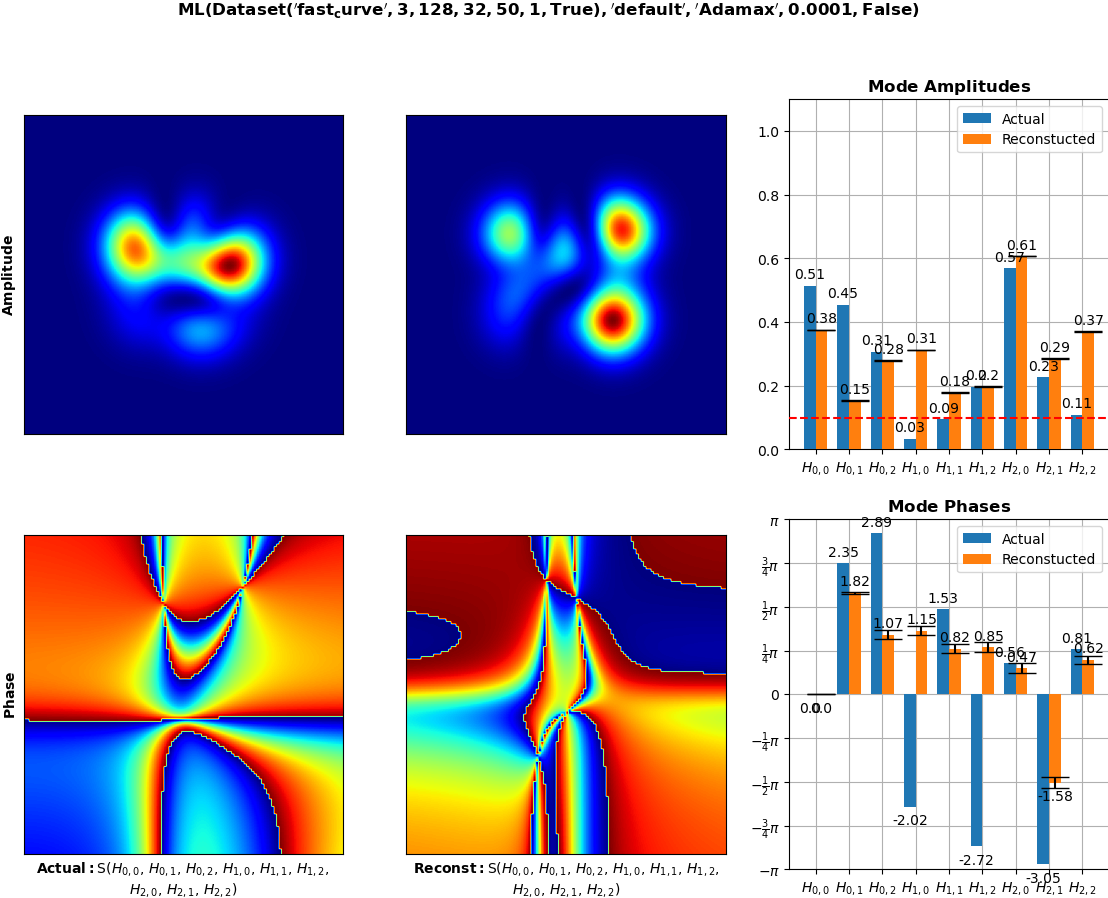 ML(Dataset('fast_curve', 3, 128, 32, 50, 1, True), 'default', 'Adamax', 0.0001, False)
Amplitude
Mode Amplitudes
Actual
Reconstucted
1.0
0.8
0.6
0.4
0.2
0.0
0.51
0.38
0.45
0.15
0.31
0.28
0.03
0.31
0.09
0.18
0.2
0.2
0.57
0.61
0.23
0.29
0.11
0.37
H0,0 H0,1 H0,2 H1,0 H1,1 H1,2 H2,0 H2,1 H2,2
Phase
Mode Phases
Actual
Reconstucted
π
3/4π
1/2π
1/4π
0
−1/4π
−1/2π
−3/4π
−π
0.0
0.0
2.35
1.82
2.89
1.07
-2.02
1.15
1.53
0.82
-2.72
0.85
0.56
0.47
-3.05
-1.58
0.81
0.62
H0,0 H0,1 H0,2 H1,0 H1,1 H1,2 H2,0 H2,1 H2,2
Actual: S(H0,0, H0,1, H0,2, H1,0, H1,1, H1,2,
H2,0, H2,1, H2,2)
Reconst: S(H0,0, H0,1, H0,2, H1,0, H1,1, H1,2,
H2,0, H2,1, H2,2)